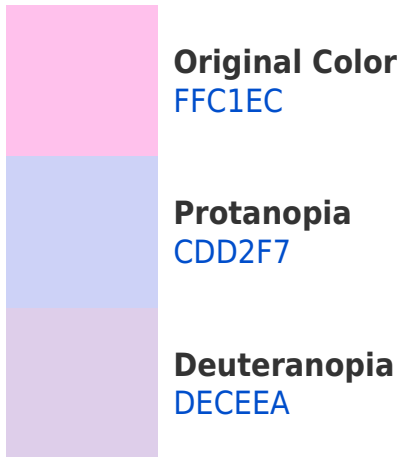 Original Color
FFC1EC
Protanopia
CDD2F7
Deuteranopia
DECEEA